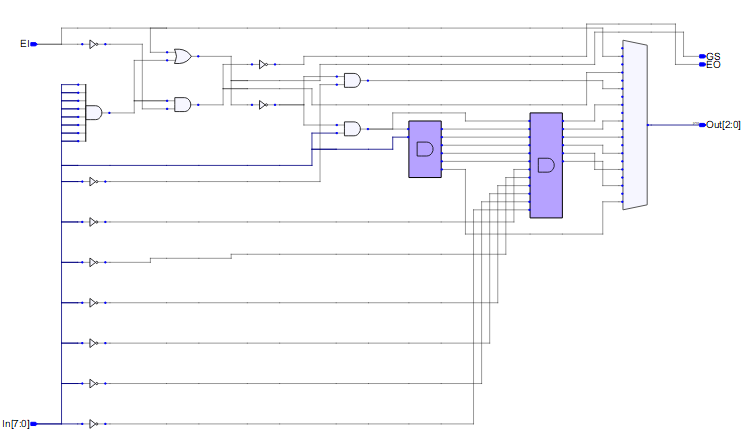 EI
GS
EO
Out[2:0]
In[7:0]